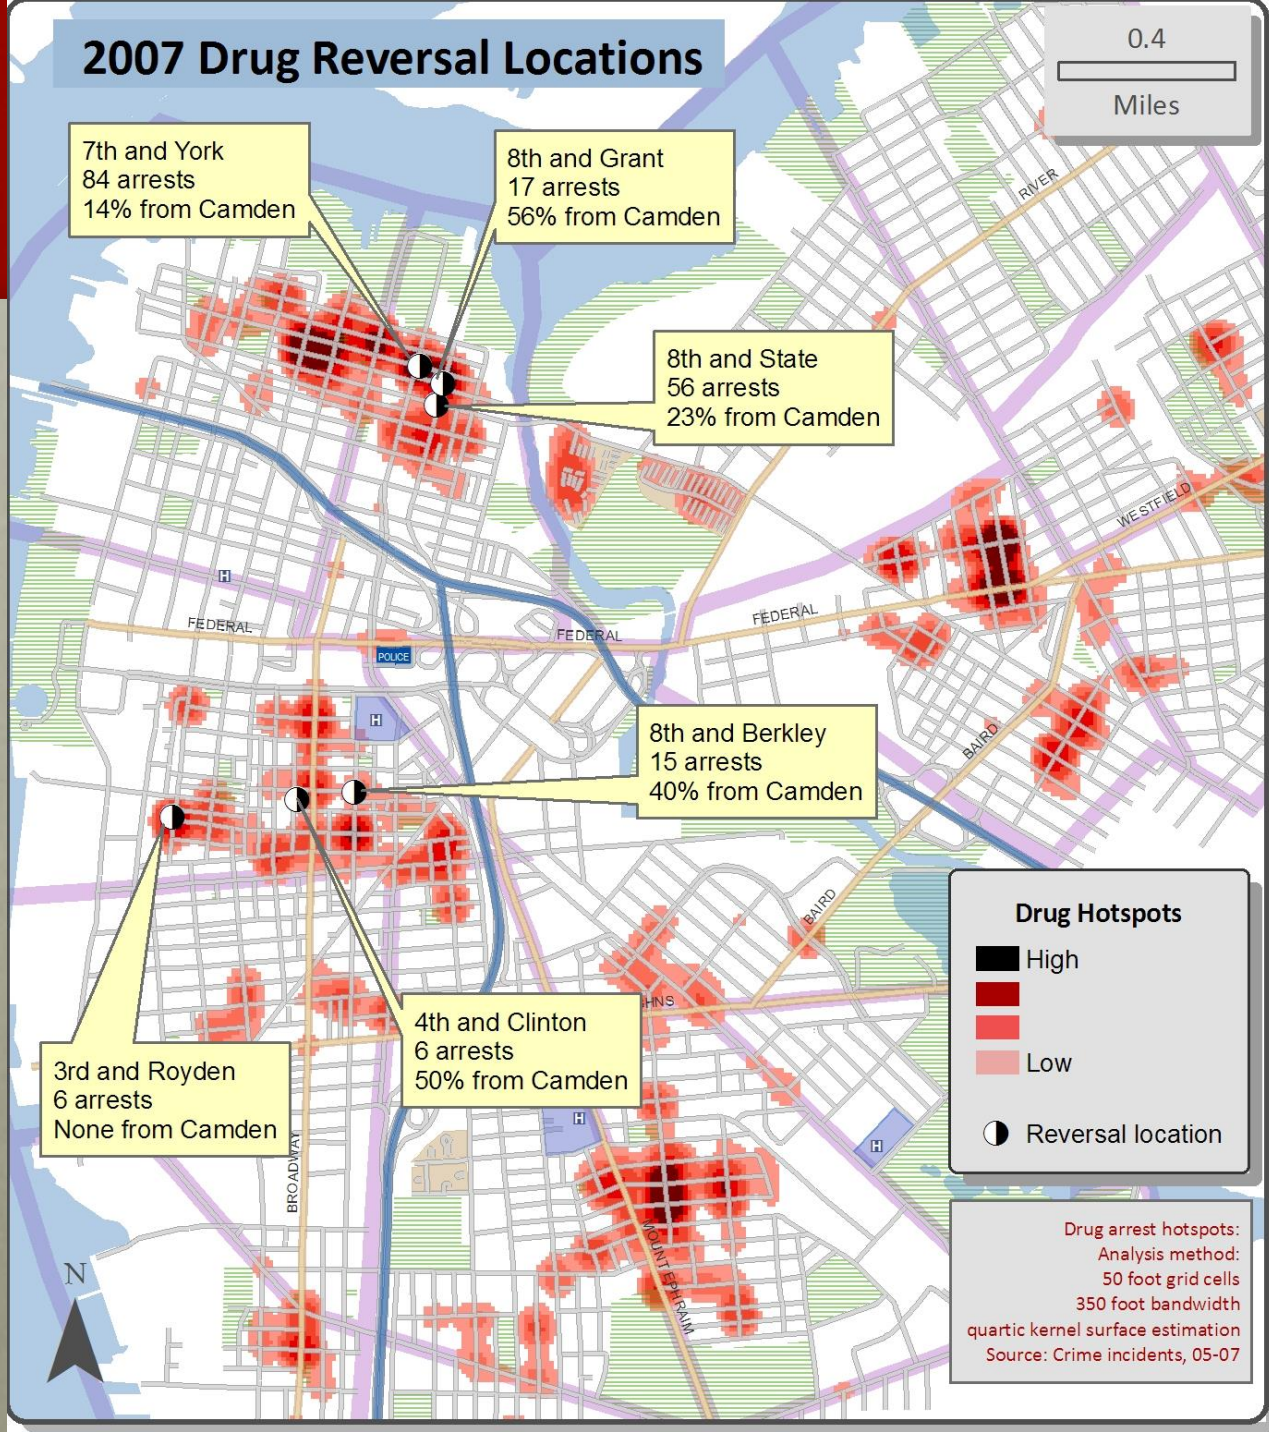 2007 Drug Reversal Locations
0.4
Miles
7th and York
84 arrests
14% from Camden
8th and Grant
17 arrests
56% from Camden
RIVER
8th and State
56 arrests
23% from Camden
WESTFIELD
H
FEDERAL
FEDERAL
FEDERAL
POLICE
H
8th and Berkley
15 arrests
40% from Camden
BAIRD
BAIRD
Drug Hotspots
High
Low
Reversal location
HNS
4th and Clinton
6 arrests
50% from Camden
3rd and Royden
6 arrests
None from Camden
H
H
BROADWAY
MOUNT EPHRAIM
N
Drug arrest hotspots:
Analysis method:
50 foot grid cells
350 foot bandwidth
quartic kernel surface estimation
Source: Crime incidents, 05-07